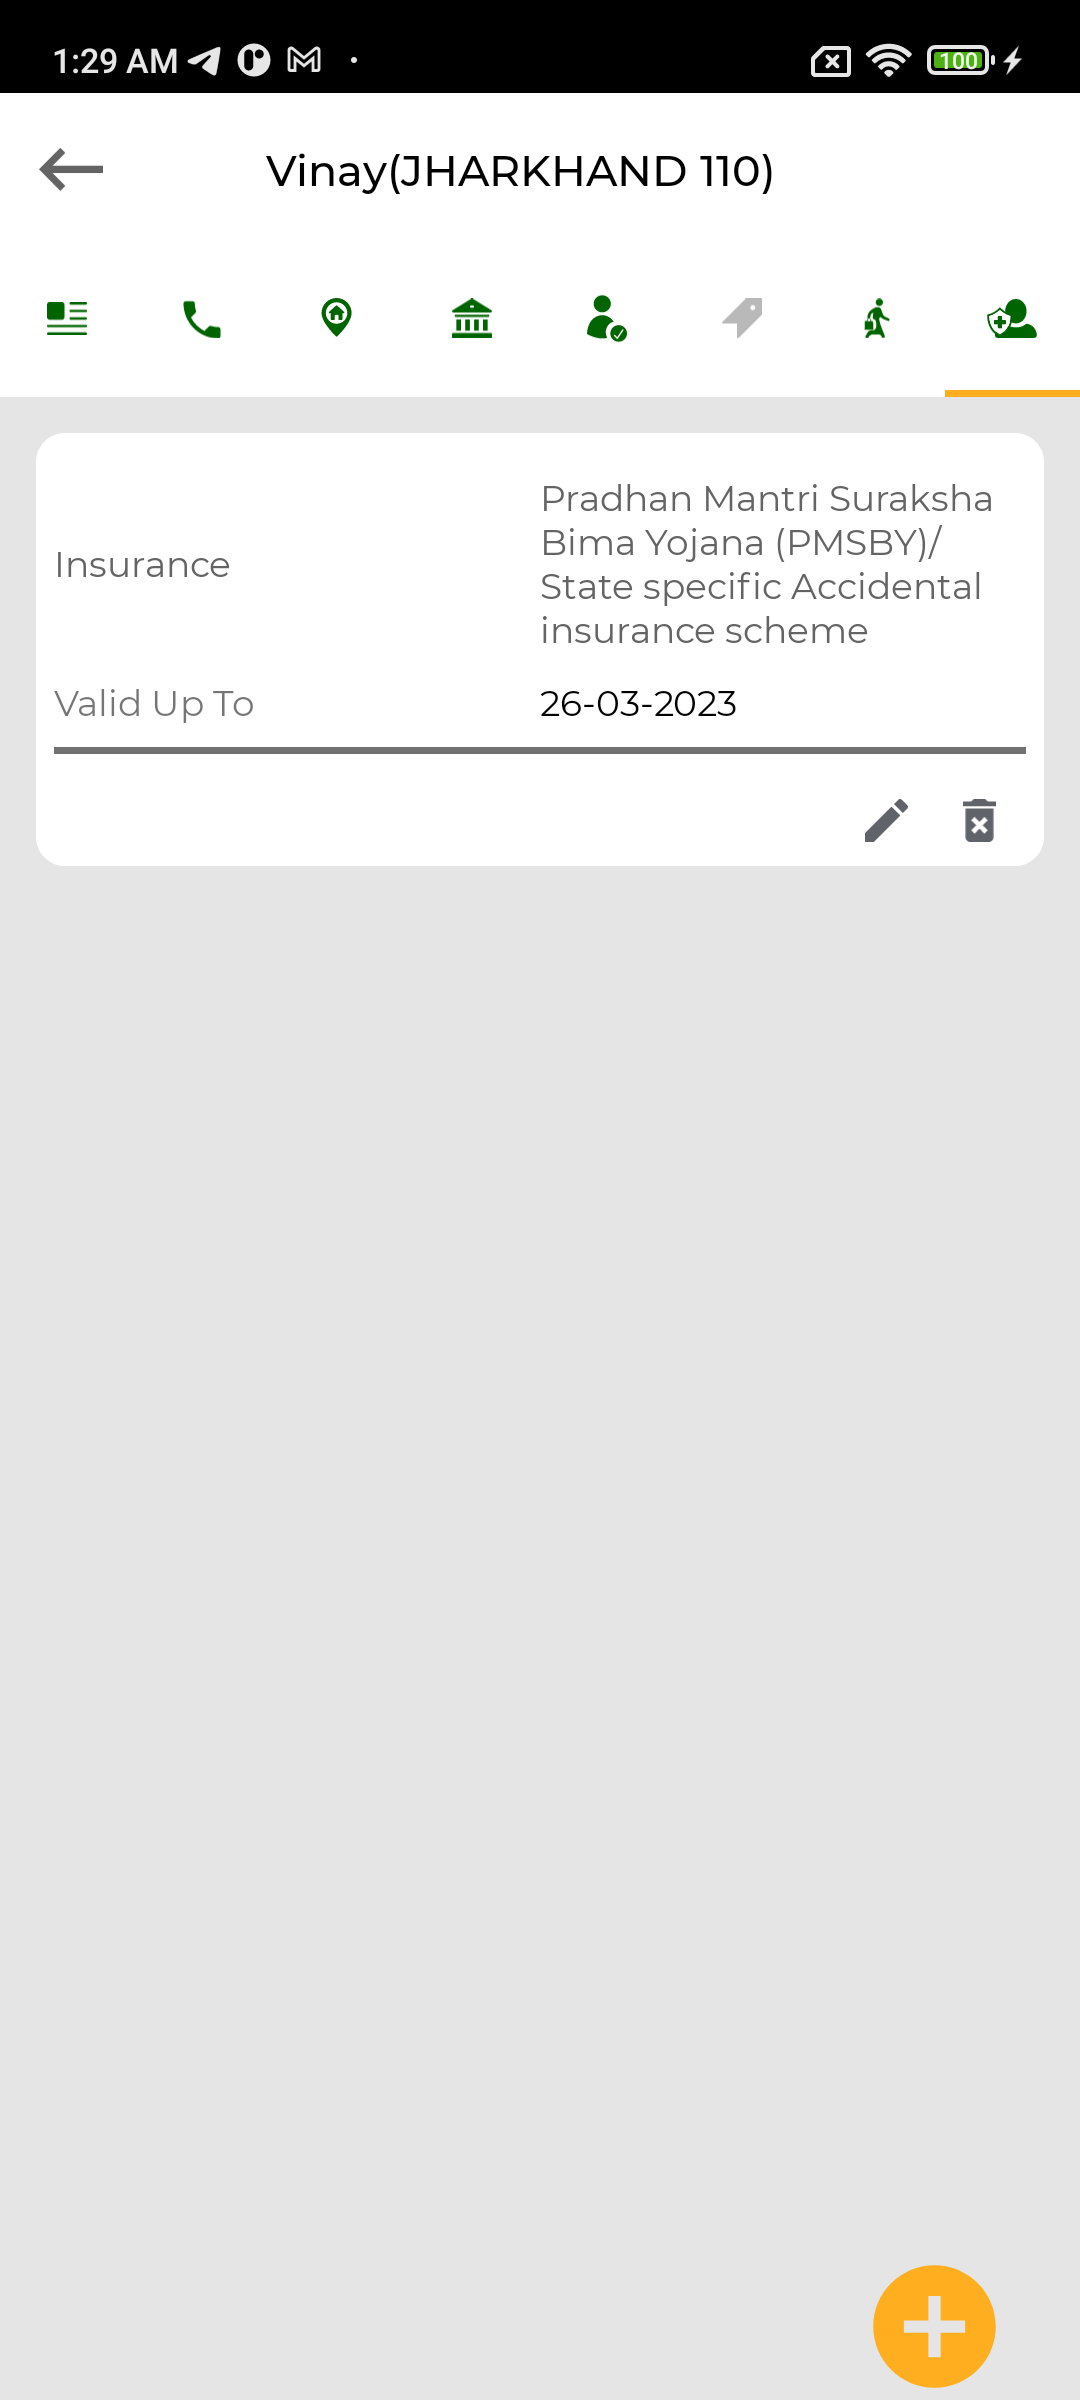 1:29 AM
100
Vinay(JHARKHAND 110)
Insurance
Pradhan Mantri Suraksha
Bima Yojana (PMSBY)/
State specific Accidental
insurance scheme
Valid Up To
26-03-2023